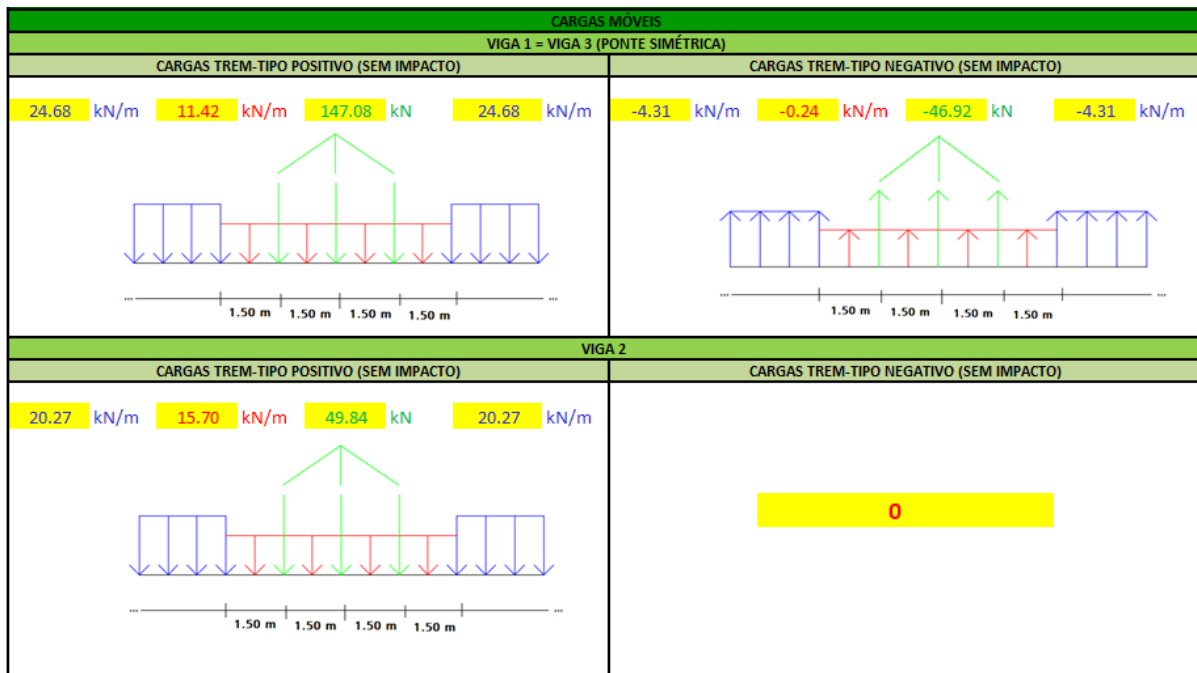 CARGAS MÓVEIS
VIGA 1 = VIGA 3 (PONTE SIMÉTRICA)
CARGAS TREM-TIPO POSITIVO (SEM IMPACTO)
24.68 kN/m 11.42 kN/m 147.08 kN 24.68 kN/m
... ...
1.50 m 1.50 m 1.50 m 1.50 m
CARGAS TREM-TIPO NEGATIVO (SEM IMPACTO)
-4.31 kN/m -0.24 kN/m -46.92 kN -4.31 kN/m
... ...
1.50 m 1.50 m 1.50 m 1.50 m
VIGA 2
CARGAS TREM-TIPO POSITIVO (SEM IMPACTO)
20.27 kN/m 15.70 kN/m 49.84 kN 20.27 kN/m
... ...
1.50 m 1.50 m 1.50 m 1.50 m
CARGAS TREM-TIPO NEGATIVO (SEM IMPACTO)
0